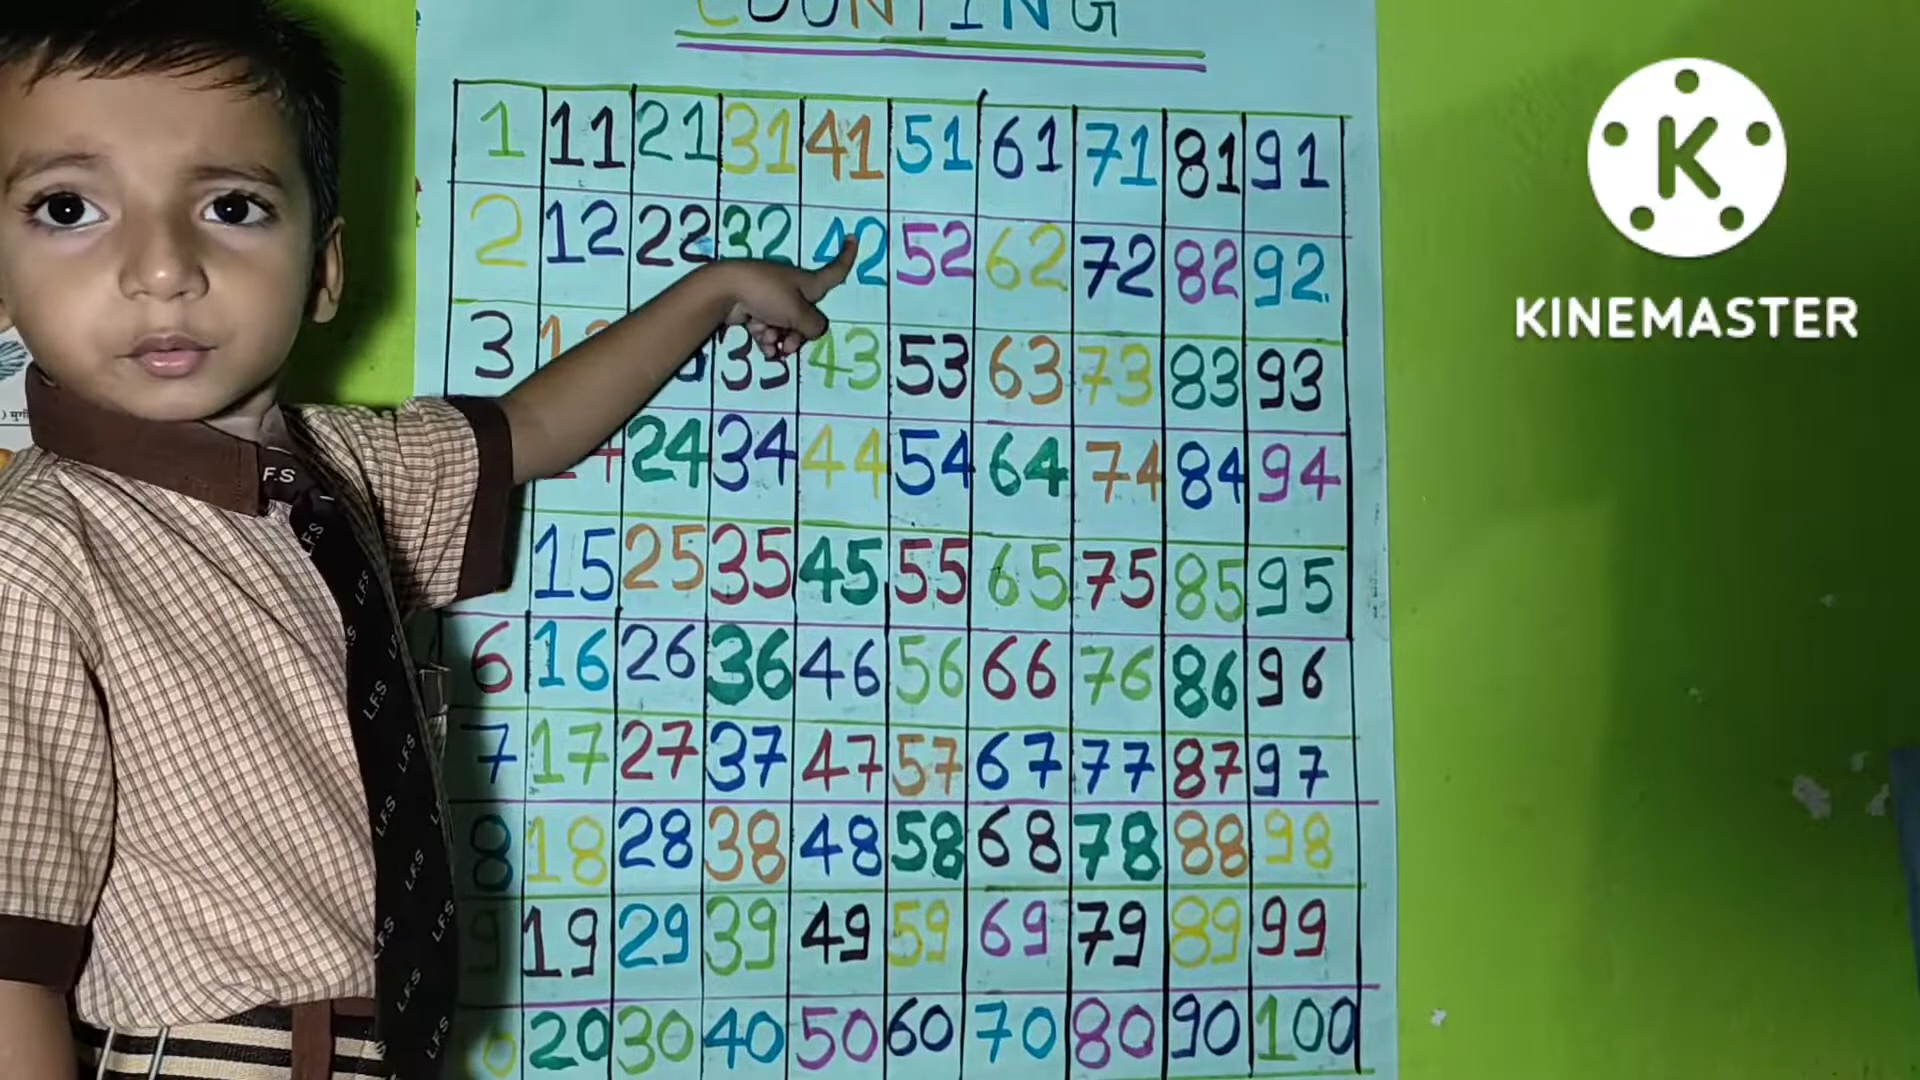 COUNTING
1 11 21 31 41 51 61 71 81 91
2 12 22 32 42 52 62 72 82 92
3 33 43 53 63 73 83 93
24 34 44 54 64 74 84 94
15 25 35 45 55 65 75 85 95
6 16 26 36 46 56 66 76 86 96
7 17 27 37 47 57 67 77 87 97
8 18 28 38 48 58 68 78 88 98
9 19 29 39 49 59 69 79 89 99
20 30 40 50 60 70 80 90 100
K
KINEMASTER
F.S
L.F.S
L.F.S
L.F.S
L.F.S
L.F.S
L.F.S
L.F.S
L.F.S
L.F.S